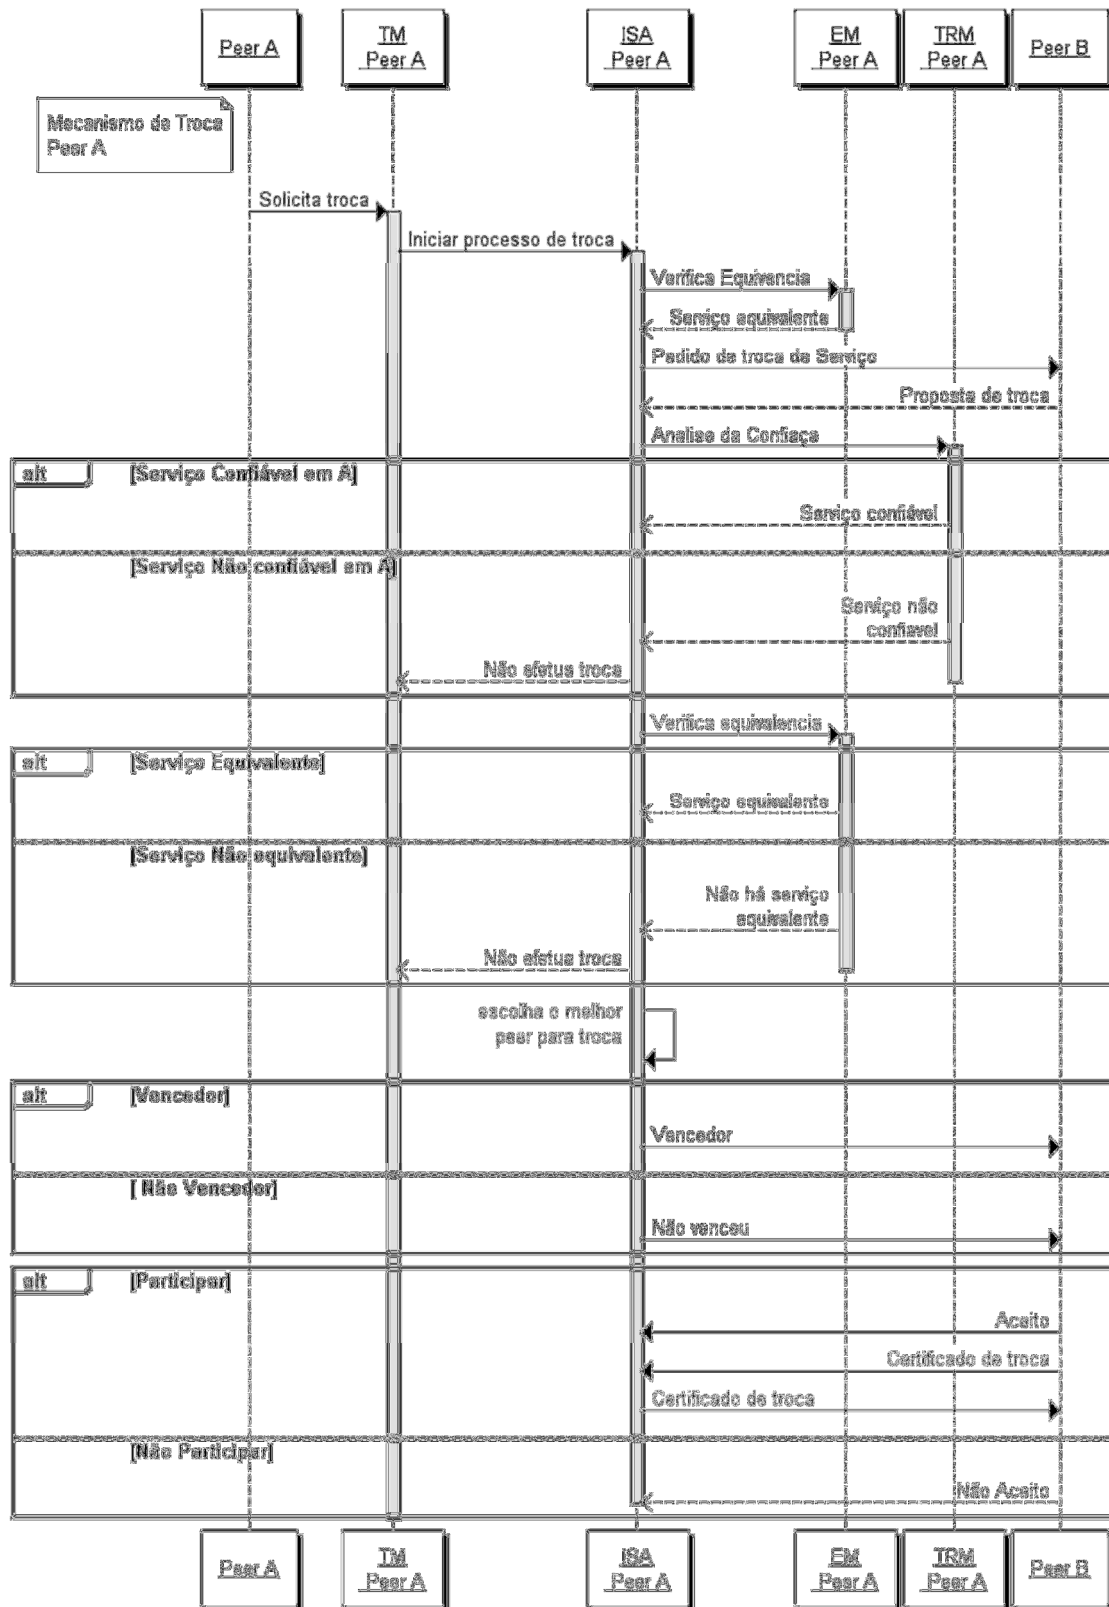 Peer A
TM
Peer A
ISA
Peer A
EM
Peer A
TRM
Peer A
Peer B
Mecanismo de Troca
Peer A
Solicita troca
Iniciar processo de troca
Verifica Equivencia
Serviço equivalente
Pedido de troca de Serviço
Proposta de troca
Analise da Confiaça
alt
[Serviço Confiável em A]
Serviço confiável
[Serviço Não confiável em A]
Serviço não
confiavel
Não efetua troca
Verifica equivalencia
alt
[Serviço Equivalente]
Serviço equivalente
[Serviço Não equivalente]
Não há serviço
equivalente
Não efetua troca
escolhe o melhor
peer para troca
alt
[Vencedor]
Vencedor
[ Não Vencedor]
Não venceu
alt
[Participar]
Aceito
Certificado de troca
Certificado de troca
[Não Participar]
Não Aceito
Peer A
TM
Peer A
ISA
Peer A
EM
Peer A
TRM
Peer A
Peer B